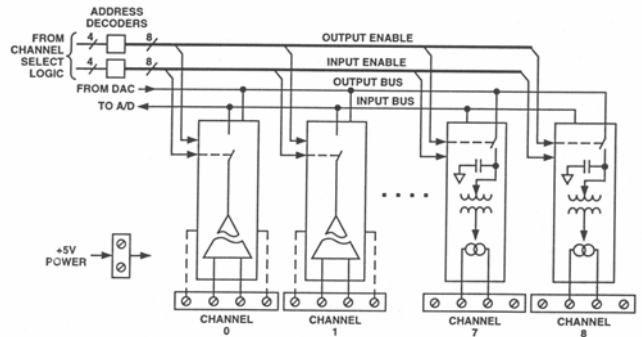 ADDRESS
DECODERS
FROM
CHANNEL
SELECT
LOGIC
4
8
4
8
OUTPUT ENABLE
INPUT ENABLE
FROM DAC
OUTPUT BUS
TO A/D
INPUT BUS
+5V
POWER
CHANNEL
0
CHANNEL
1
CHANNEL
7
CHANNEL
8